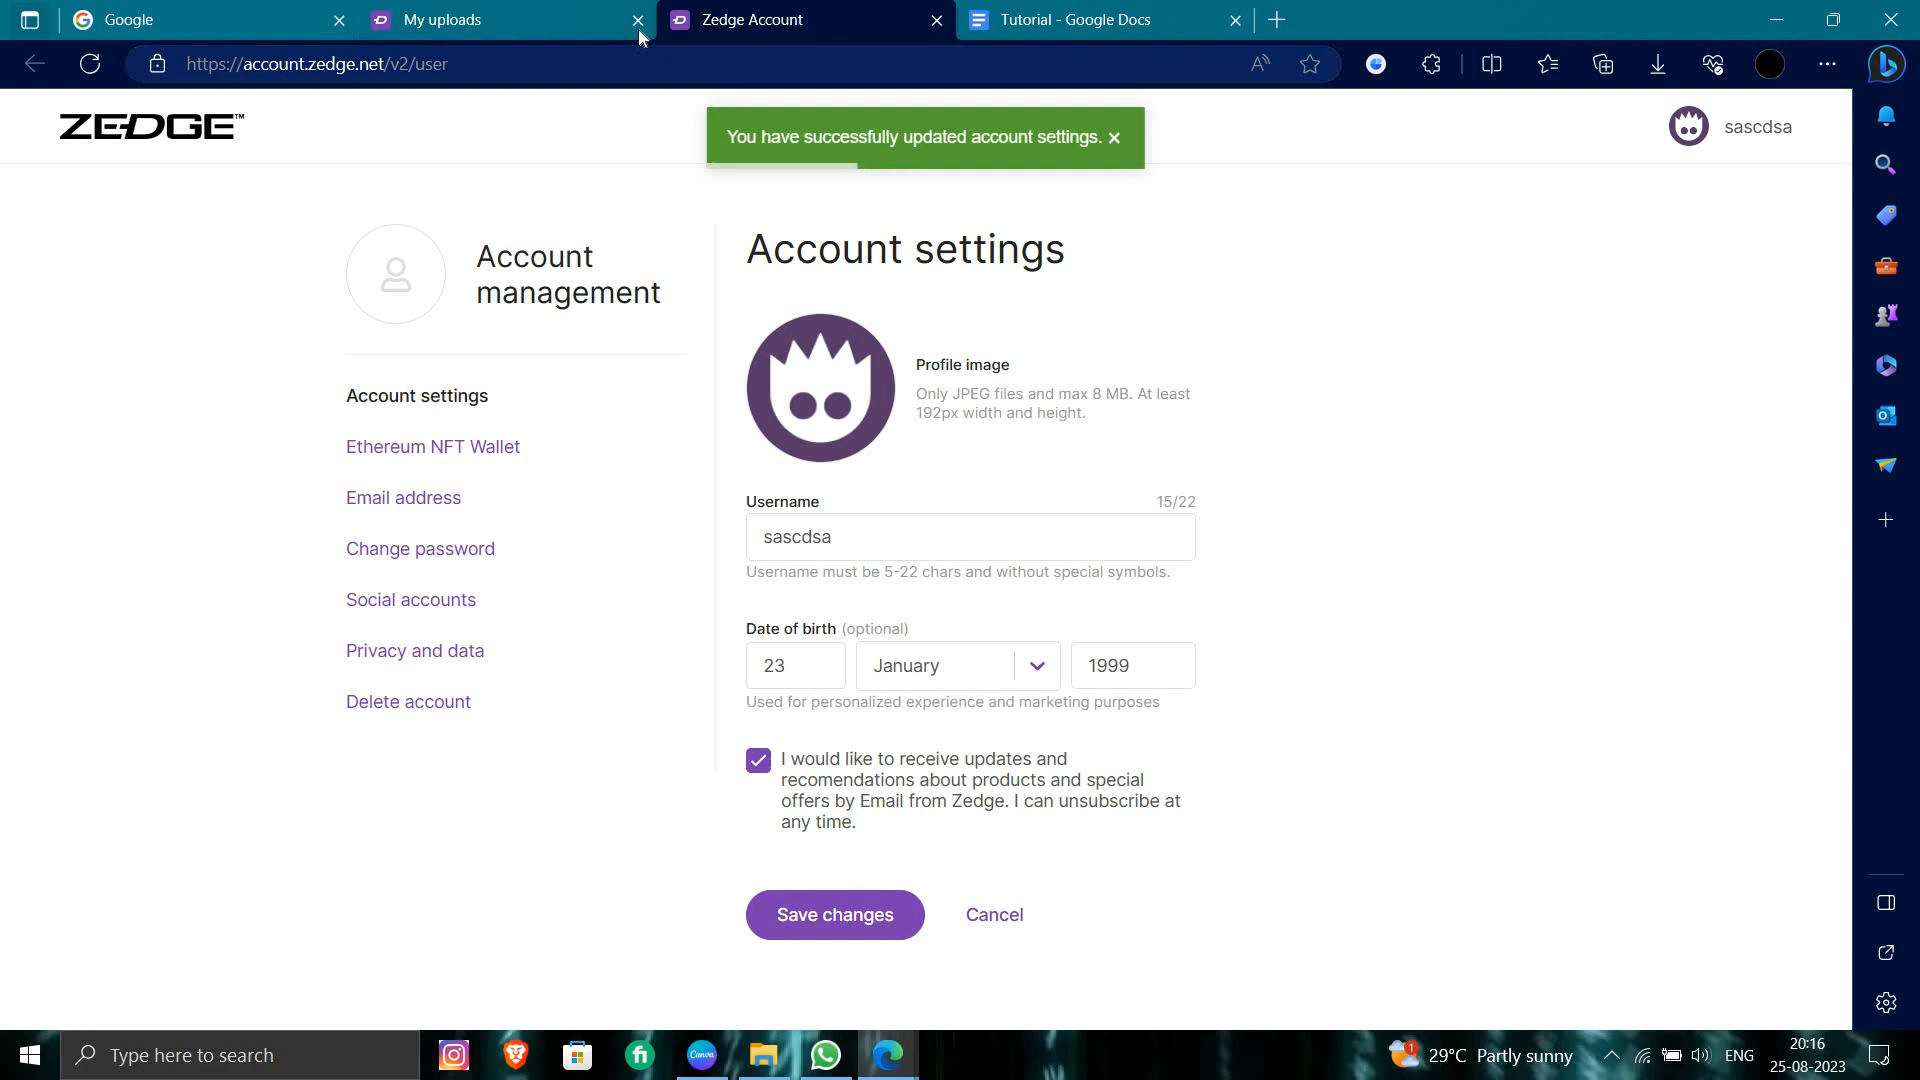 Google
My uploads
Zedge Account
Tutorial - Google Docs
https://account.zedge.net/v2/user
ZEDGE™
You have successfully updated account settings.
sascdsa
Account management
Account settings
Ethereum NFT Wallet
Email address
Change password
Social accounts
Privacy and data
Delete account
Account settings
Profile image
Only JPEG files and max 8 MB. At least
192px width and height.
Username 15/22
sascdsa
Username must be 5-22 chars and without special symbols.
Date of birth (optional)
23 January 1999
Used for personalized experience and marketing purposes
I would like to receive updates and
recomendations about products and special
offers by Email from Zedge. I can unsubscribe at
any time.
Save changes Cancel
Type here to search
Canva
1
29°C Partly sunny
ENG
20:16
25-08-2023